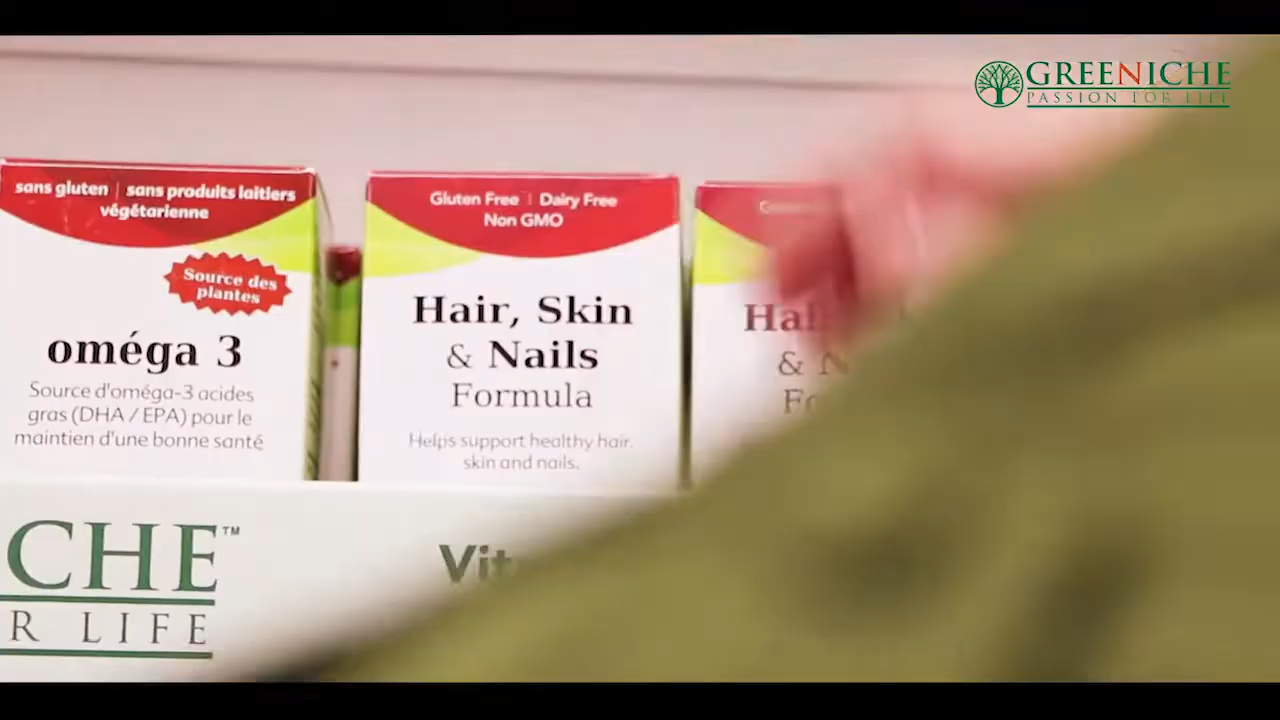 GREENICHE
PASSION FOR LIFE
sans gluten | sans produits laitiers
végétarienne
Source des
plantes
oméga 3
Source d'oméga-3 acides
gras (DHA / EPA) pour le
maintien d'une bonne santé
Gluten Free | Dairy Free
Non GMO
Hair, Skin
& Nails
Formula
Helps support healthy hair,
skin and nails.
&
CHE™
R LIFE